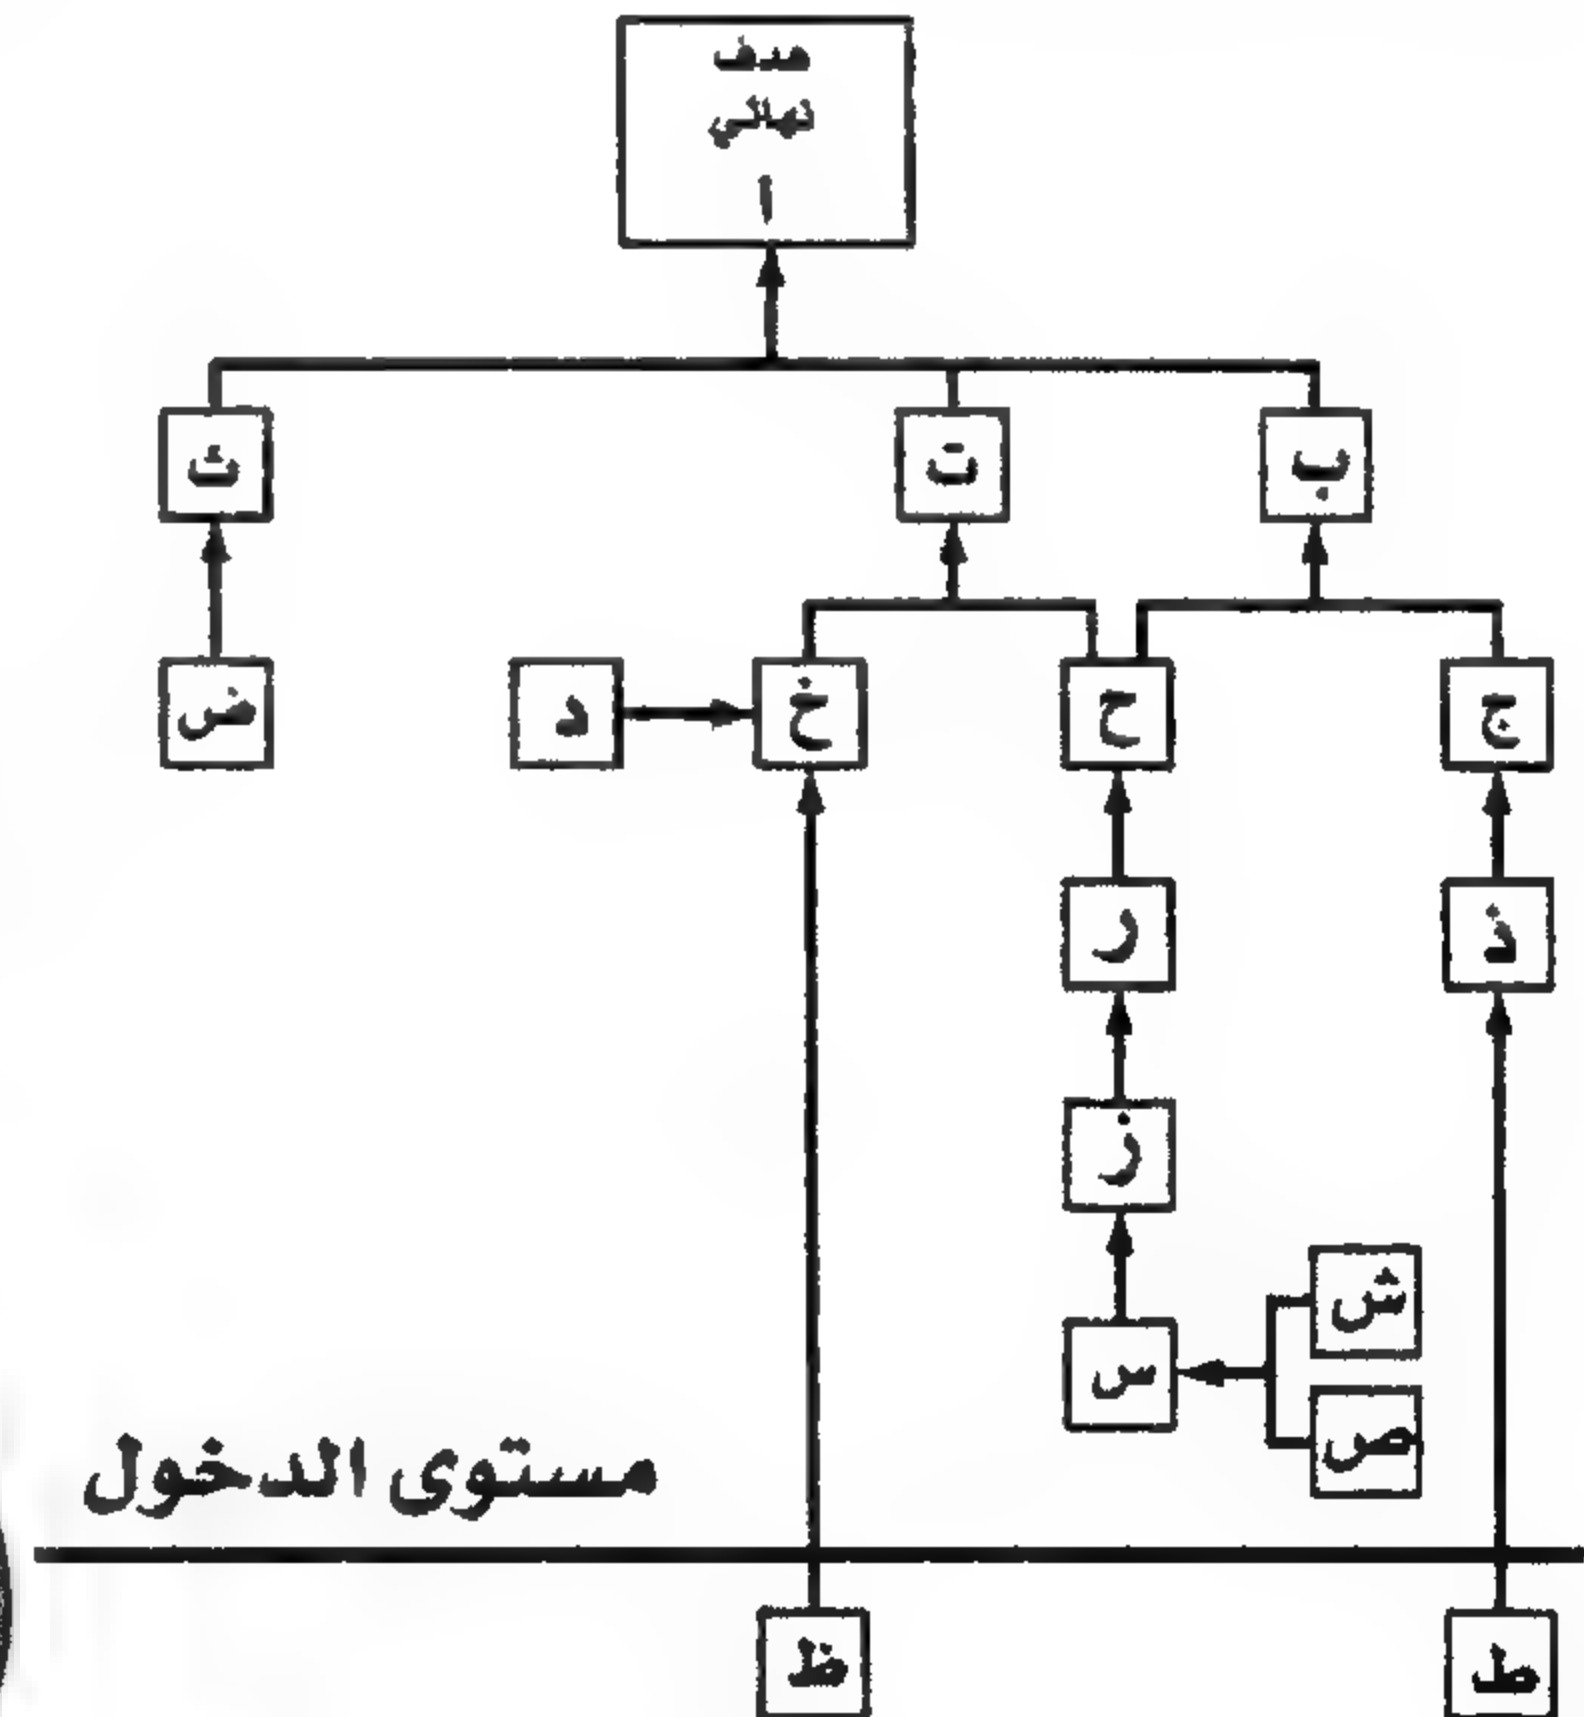 هدف
نهائي
ا
ب
ت
ث
ج
ح
خ
د
ض
ذ
ر
ز
ش
س
ص
مستوى الدخول
ط
ظ